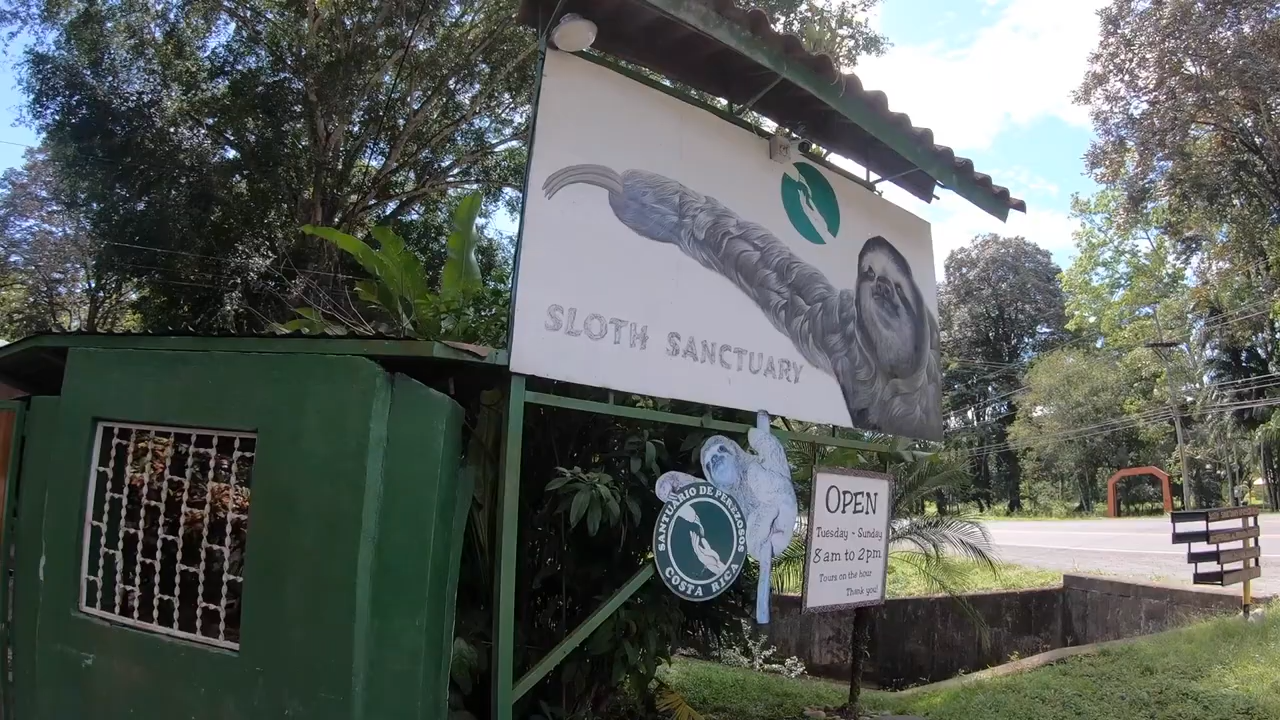 SLOTH SANCTUARY
SANTUARIO DE PEREZOSOS
COSTA RICA
OPEN
Tuesday - Sunday
8am to 2pm
Tours on the hour
Thank you!